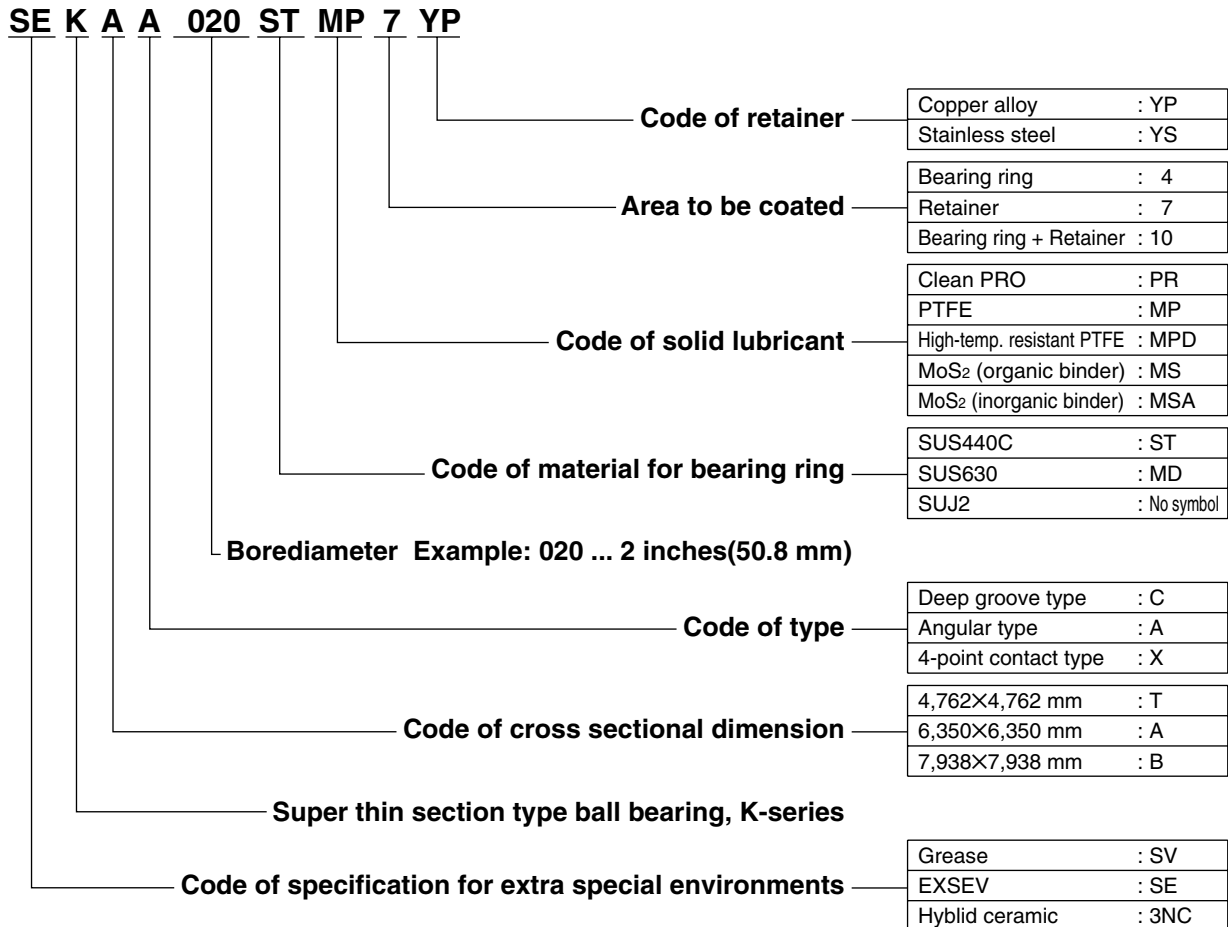 SE K A A 020 ST MP 7 YP
Code of retainer
Copper alloy : YP
Stainless steel : YS
Area to be coated
Bearing ring : 4
Retainer : 7
Bearing ring + Retainer : 10
Code of solid lubricant
Clean PRO : PR
PTFE : MP
High-temp. resistant PTFE : MPD
MoS2 (organic binder) : MS
MoS2 (inorganic binder) : MSA
Code of material for bearing ring
SUS440C : ST
SUS630 : MD
SUJ2 : No symbol
Borediameter Example: 020 ... 2 inches(50.8 mm)
Code of type
Deep groove type : C
Angular type : A
4-point contact type : X
Code of cross sectional dimension
4,762×4,762 mm : T
6,350×6,350 mm : A
7,938×7,938 mm : B
Super thin section type ball bearing, K-series
Code of specification for extra special environments
Grease : SV
EXSEV : SE
Hyblid ceramic : 3NC